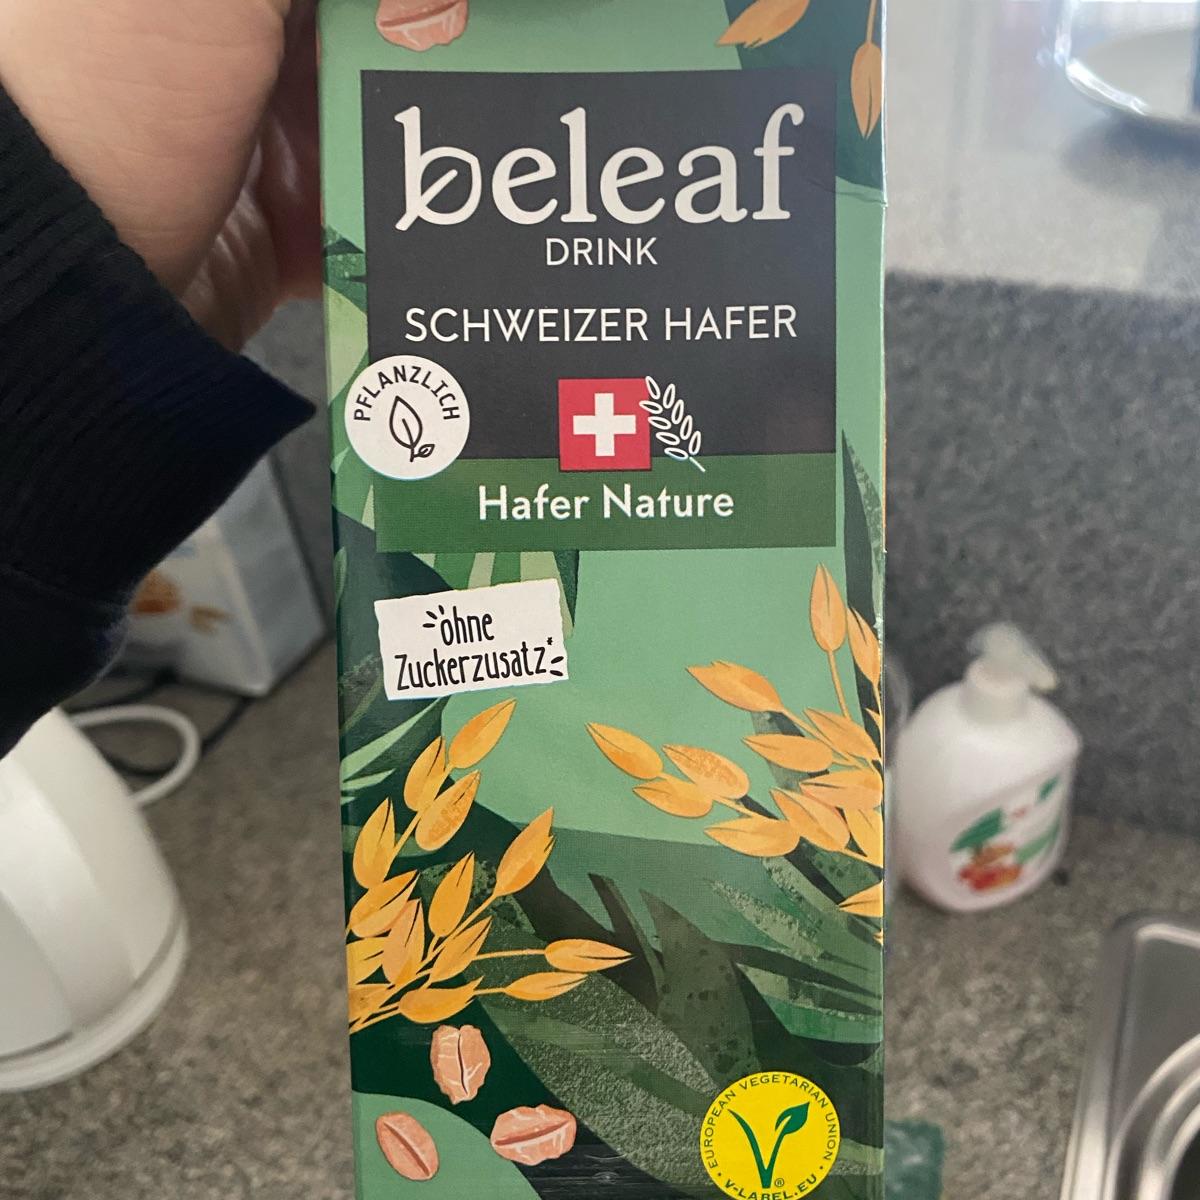 beleaf
DRINK
SCHWEIZER HAFER
PFLANZLICH
Hafer Nature
ohne
Zuckerzusatz*
EUROPEAN VEGETARIAN UNION
V-LABEL.EU
®